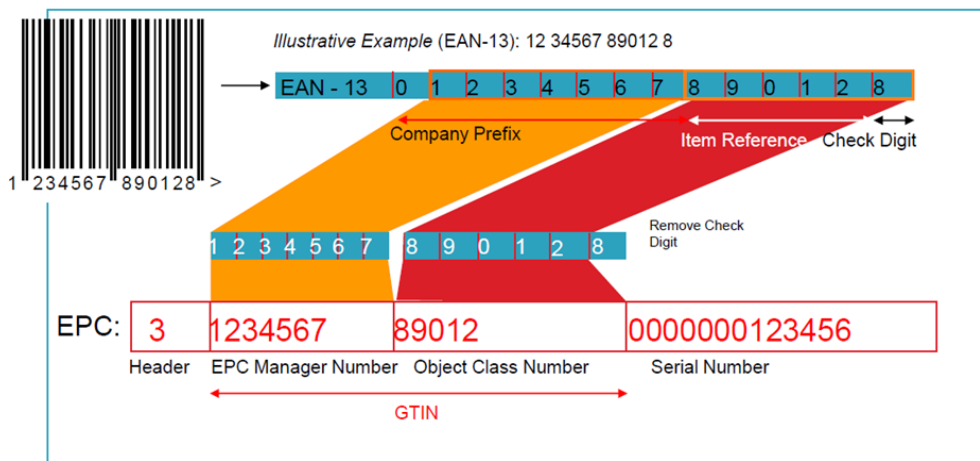 Illustrative Example (EAN-13): 12 34567 89012 8
EAN - 13 0 1 2 3 4 5 6 7 8 9 0 1 2 8
Company Prefix Item Reference Check Digit
1 234567 890128 >
1 2 3 4 5 6 7 8 9 0 1 2 8
Remove Check
Digit
EPC: 3 1234567 89012 0000000123456
Header EPC Manager Number Object Class Number Serial Number
GTIN